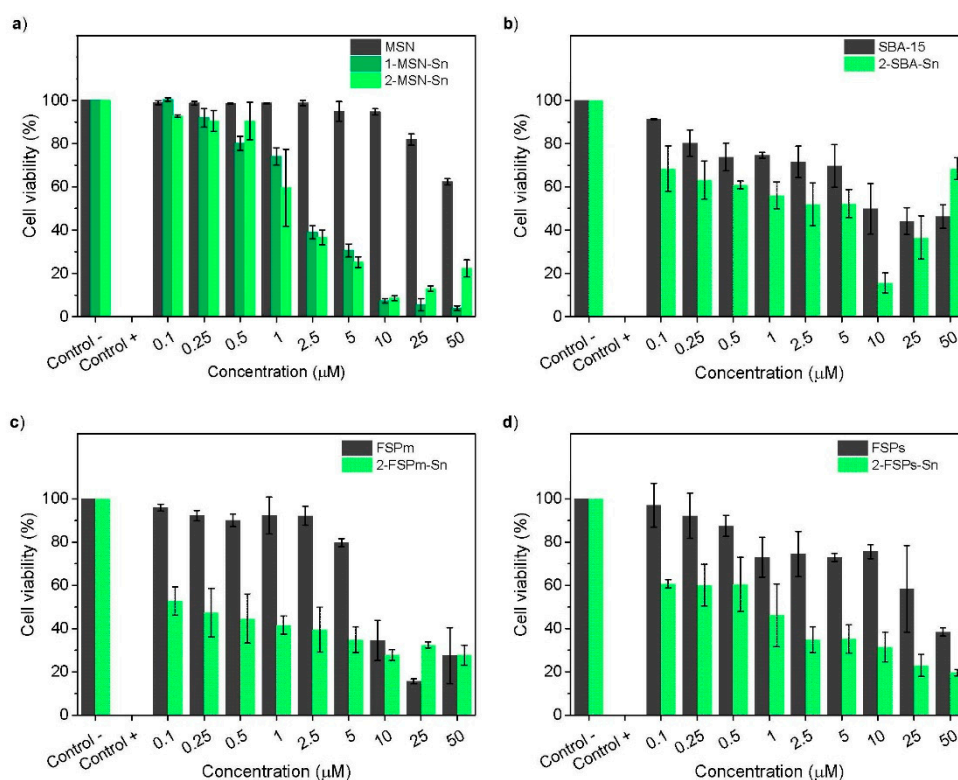 a)
MSN
1-MSN-Sn
2-MSN-Sn
Cell viability (%)
100
80
60
40
20
0
Control -
Control +
0.1
0.25
0.5
1
2.5
5
10
25
50
Concentration (μM)
b)
SBA-15
2-SBA-Sn
Cell viability (%)
100
80
60
40
20
0
Control -
Control +
0.1
0.25
0.5
1
2.5
5
10
25
50
Concentration (μM)
c)
FSPm
2-FSPm-Sn
Cell viability (%)
100
80
60
40
20
0
Control -
Control +
0.1
0.25
0.5
1
2.5
5
10
25
50
Concentration (μM)
d)
FSPs
2-FSPs-Sn
Cell viability (%)
100
80
60
40
20
0
Control -
Control +
0.1
0.25
0.5
1
2.5
5
10
25
50
Concentration (μM)